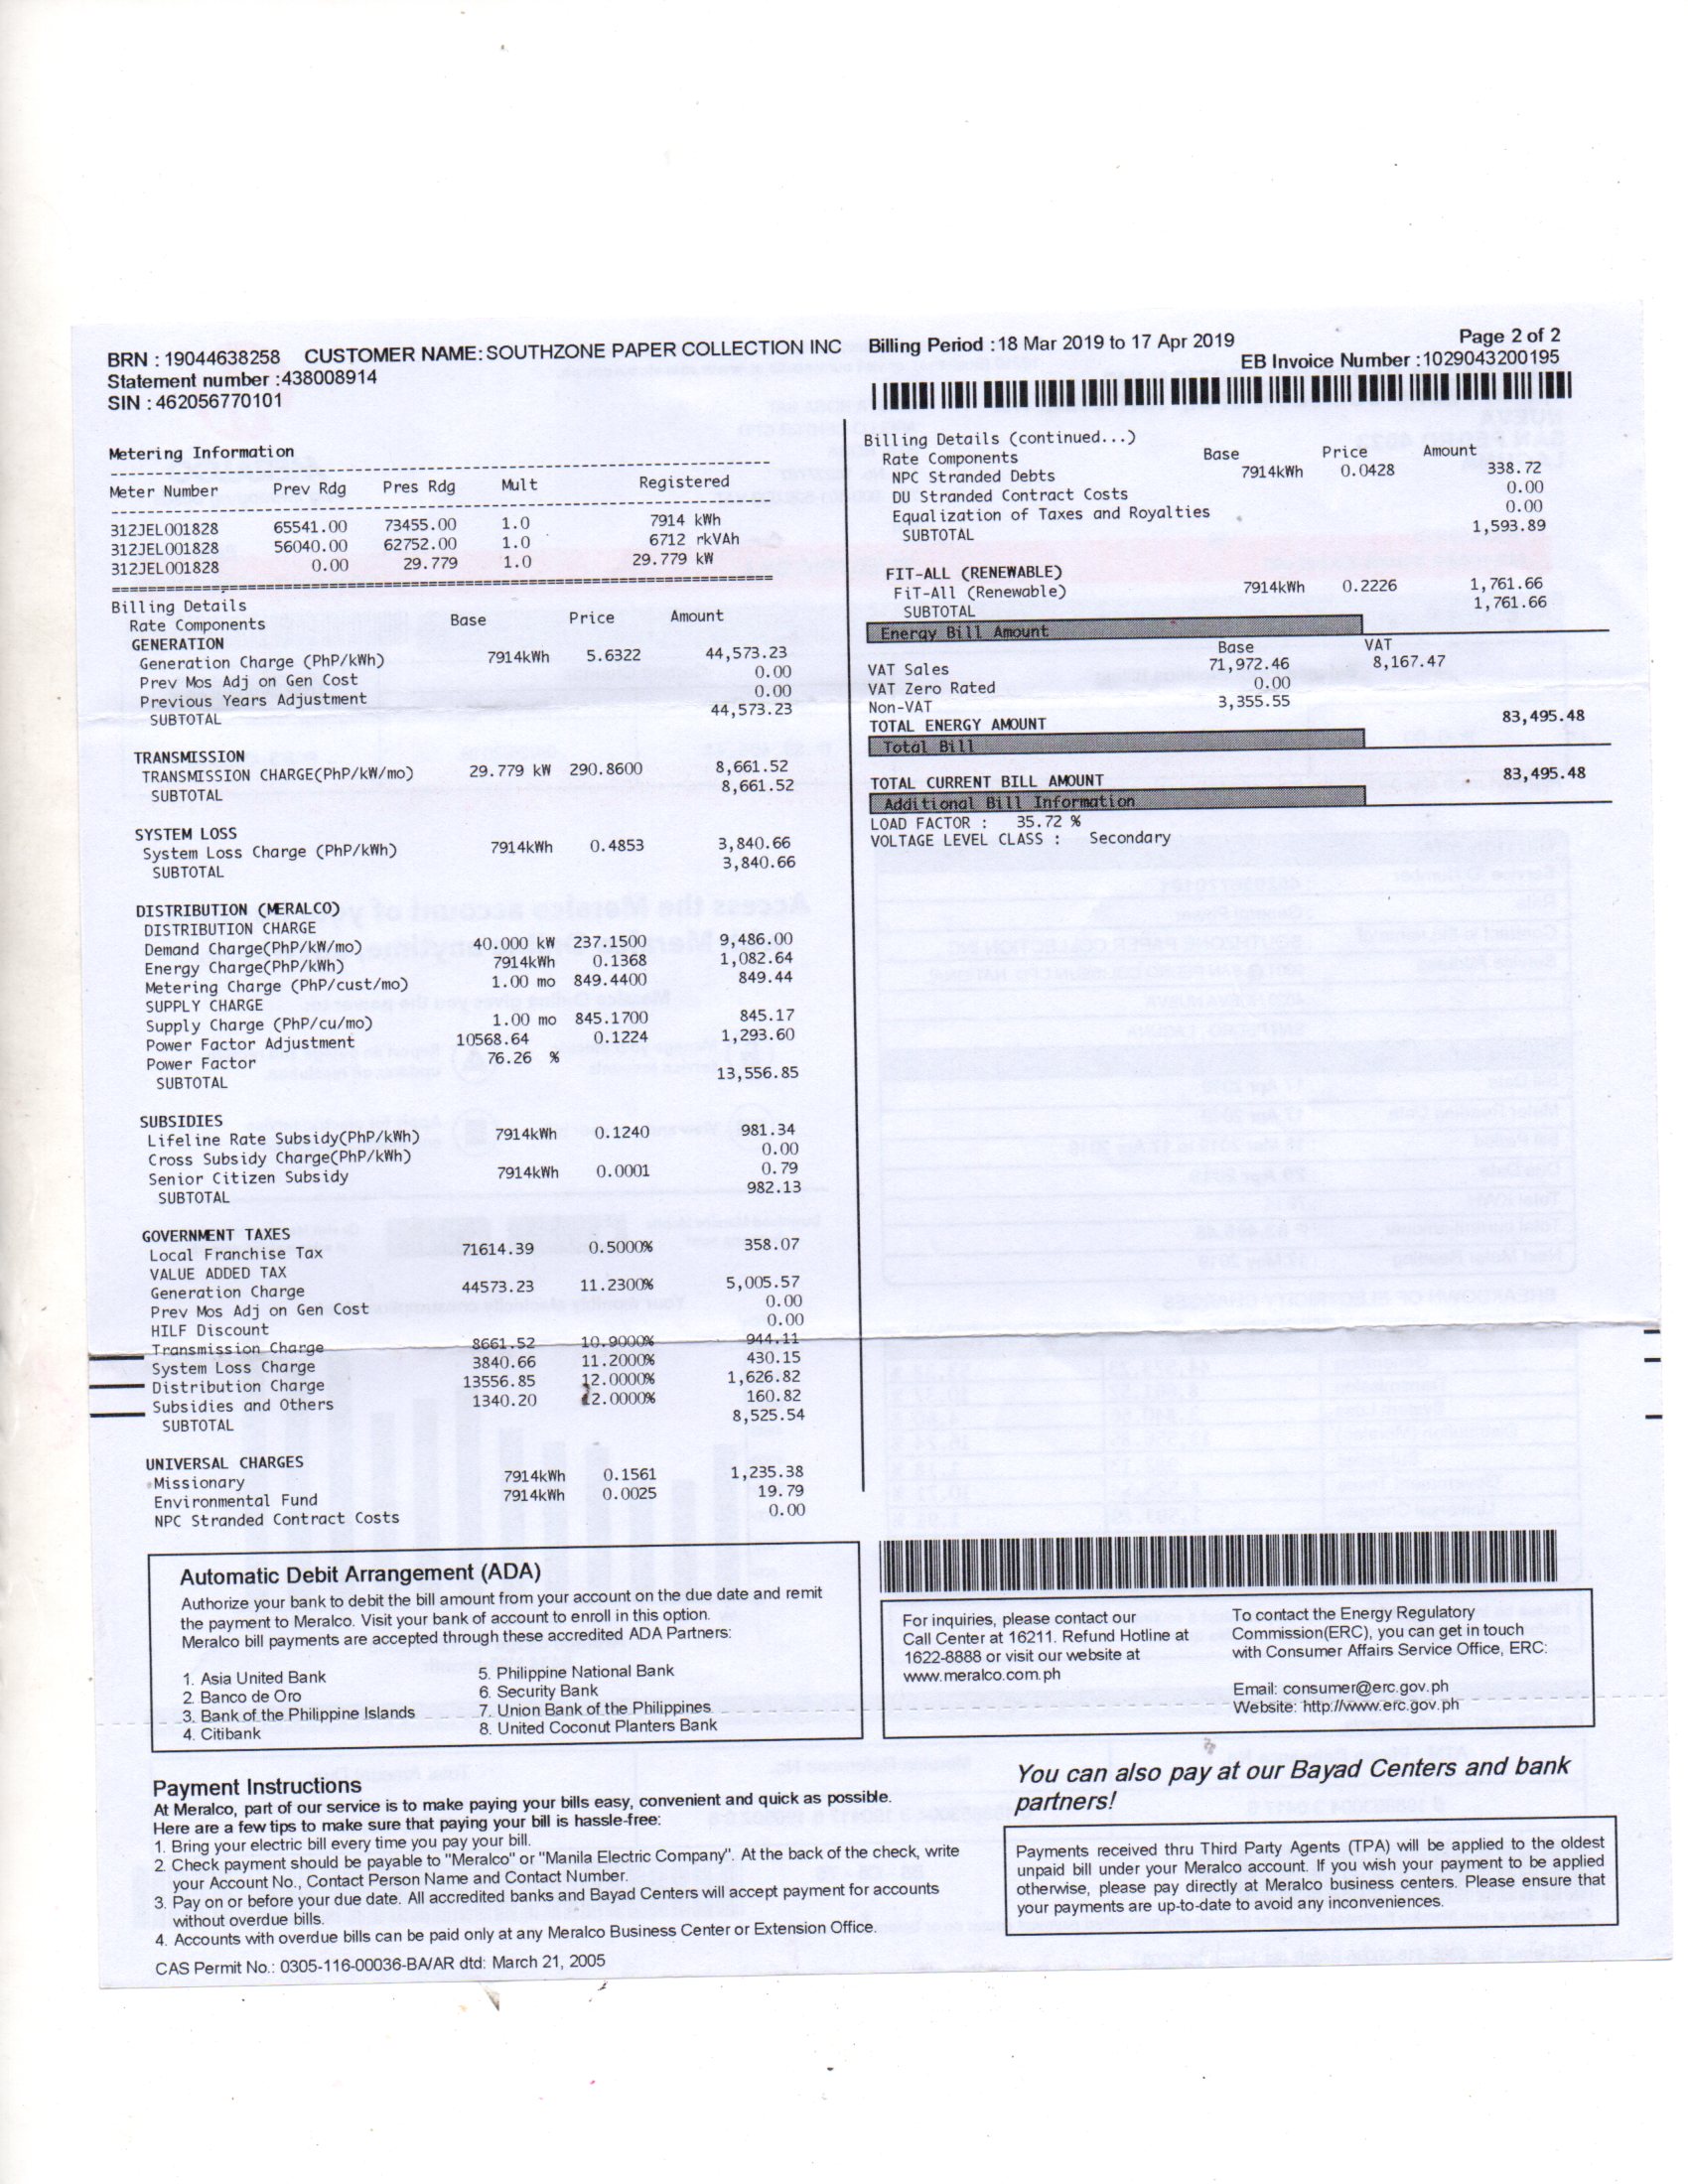 BRN : 19044638258 CUSTOMER NAME: SOUTHZONE PAPER COLLECTION INC Billing Period : 18 Mar 2019 to 17 Apr 2019 Page 2 of 2
Statement number :438008914 EB Invoice Number :1029043200195
SIN : 462056770101
Metering Information
Meter Number Prev Rdg Pres Rdg Mult Registered
312JEL001828 65541.00 73455.00 1.0 7914 kWh
312JEL001828 56040.00 62752.00 1.0 6712 rkVAh
312JEL001828 0.00 29.779 1.0 29.779 kW
Billing Details
Rate Components Base Price Amount
GENERATION
Generation Charge (PhP/kWh) 7914kWh 5.6322 44,573.23
Prev Mos Adj on Gen Cost 0.00
Previous Years Adjustment 0.00
SUBTOTAL 44,573.23
TRANSMISSION
TRANSMISSION CHARGE(PhP/kW/mo) 29.779 kW 290.8600 8,661.52
SUBTOTAL 8,661.52
SYSTEM LOSS
System Loss Charge (PhP/kWh) 7914kWh 0.4853 3,840.66
SUBTOTAL 3,840.66
DISTRIBUTION (MERALCO)
DISTRIBUTION CHARGE
Demand Charge(PhP/kW/mo) 40.000 kW 237.1500 9,486.00
Energy Charge(PhP/kWh) 7914kWh 0.1368 1,082.64
Metering Charge (PhP/cust/mo) 1.00 mo 849.4400 849.44
SUPPLY CHARGE
Supply Charge (PhP/cu/mo) 1.00 mo 845.1700 845.17
Power Factor Adjustment 10568.64 0.1224 1,293.60
Power Factor 76.26 %
SUBTOTAL 13,556.85
SUBSIDIES
Lifeline Rate Subsidy(PhP/kWh) 7914kWh 0.1240 981.34
Cross Subsidy Charge(PhP/kWh) 0.00
Senior Citizen Subsidy 7914kWh 0.0001 0.79
SUBTOTAL 982.13
GOVERNMENT TAXES
Local Franchise Tax 71614.39 0.5000% 358.07
VALUE ADDED TAX
Generation Charge 44573.23 11.2300% 5,005.57
Prev Mos Adj on Gen Cost 0.00
HILF Discount 0.00
Transmission Charge 8661.52 10.9000% 944.11
System Loss Charge 3840.66 11.2000% 430.15
Distribution Charge 13556.85 12.0000% 1,626.82
Subsidies and Others 1340.20 12.0000% 160.82
SUBTOTAL 8,525.54
UNIVERSAL CHARGES
Missionary 7914kWh 0.1561 1,235.38
Environmental Fund 7914kWh 0.0025 19.79
NPC Stranded Contract Costs 0.00
Billing Details (continued...)
Rate Components Base Price Amount
NPC Stranded Debts 7914kWh 0.0428 338.72
DU Stranded Contract Costs 0.00
Equalization of Taxes and Royalties 0.00
SUBTOTAL 1,593.89
FIT-ALL (RENEWABLE)
FiT-All (Renewable) 7914kWh 0.2226 1,761.66
SUBTOTAL 1,761.66
Energy Bill Amount
Base VAT
VAT Sales 71,972.46 8,167.47
VAT Zero Rated 0.00
Non-VAT 3,355.55
TOTAL ENERGY AMOUNT 83,495.48
Total Bill
TOTAL CURRENT BILL AMOUNT 83,495.48
Additional Bill Information
LOAD FACTOR : 35.72 %
VOLTAGE LEVEL CLASS : Secondary
Automatic Debit Arrangement (ADA)
Authorize your bank to debit the bill amount from your account on the due date and remit
the payment to Meralco. Visit your bank of account to enroll in this option.
Meralco bill payments are accepted through these accredited ADA Partners:
1. Asia United Bank
2. Banco de Oro
3. Bank of the Philippine Islands
4. Citibank
5. Philippine National Bank
6. Security Bank
7. Union Bank of the Philippines
8. United Coconut Planters Bank
For inquiries, please contact our
Call Center at 16211. Refund Hotline at
1622-8888 or visit our website at
www.meralco.com.ph
To contact the Energy Regulatory
Commission(ERC), you can get in touch
with Consumer Affairs Service Office, ERC:
Email: consumer@erc.gov.ph
Website: http://www.erc.gov.ph
Payment Instructions
At Meralco, part of our service is to make paying your bills easy, convenient and quick as possible.
Here are a few tips to make sure that paying your bill is hassle-free:
1. Bring your electric bill every time you pay your bill.
2. Check payment should be payable to "Meralco" or "Manila Electric Company". At the back of the check, write
your Account No., Contact Person Name and Contact Number.
3. Pay on or before your due date. All accredited banks and Bayad Centers will accept payment for accounts
without overdue bills.
4. Accounts with overdue bills can be paid only at any Meralco Business Center or Extension Office.
CAS Permit No.: 0305-116-00036-BA/AR dtd: March 21, 2005
You can also pay at our Bayad Centers and bank
partners!
Payments received thru Third Party Agents (TPA) will be applied to the oldest
unpaid bill under your Meralco account. If you wish your payment to be applied
otherwise, please pay directly at Meralco business centers. Please ensure that
your payments are up-to-date to avoid any inconveniences.